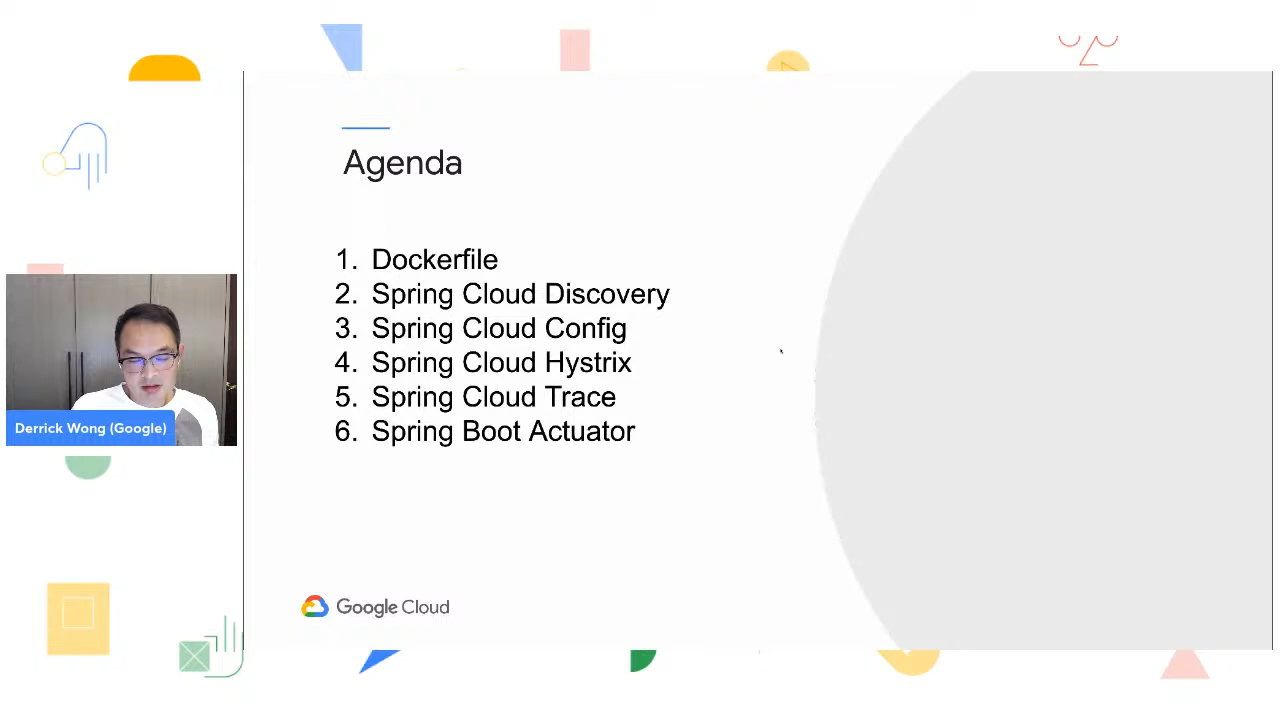 Agenda
1. Dockerfile
2. Spring Cloud Discovery
3. Spring Cloud Config
4. Spring Cloud Hystrix
5. Spring Cloud Trace
6. Spring Boot Actuator
Derrick Wong (Google)
Google Cloud